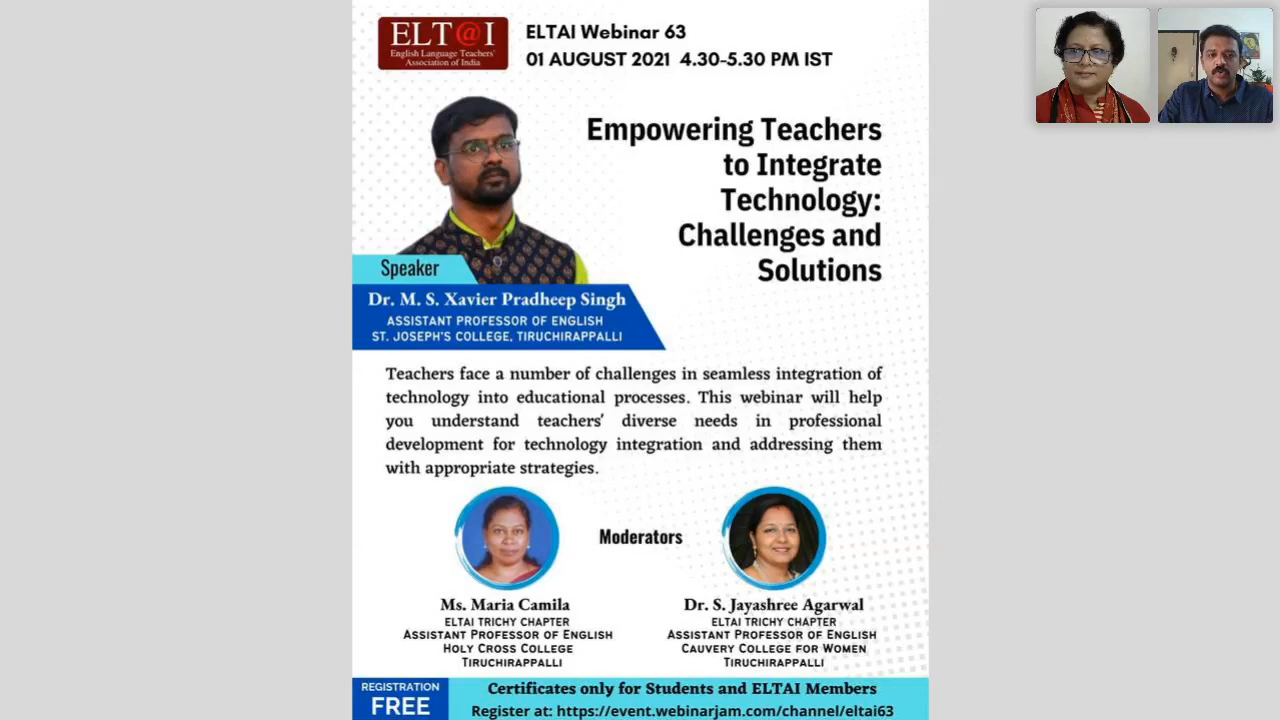 ELT@I
English Language Teachers'
Association of India
ELTAI Webinar 63
01 AUGUST 2021 4.30-5.30 PM IST
Empowering Teachers
to Integrate
Technology:
Challenges and
Solutions
Speaker
Dr. M. S. Xavier Pradheep Singh
ASSISTANT PROFESSOR OF ENGLISH
ST. JOSEPH'S COLLEGE, TIRUCHIRAPPALLI
Teachers face a number of challenges in seamless integration of
technology into educational processes. This webinar will help
you understand teachers' diverse needs in professional
development for technology integration and addressing them
with appropriate strategies.
Moderators
Ms. Maria Camila
ELTAI TRICHY CHAPTER
ASSISTANT PROFESSOR OF ENGLISH
HOLY CROSS COLLEGE
TIRUCHIRAPPALLI
Dr. S. Jayashree Agarwal
ELTAI TRICHY CHAPTER
ASSISTANT PROFESSOR OF ENGLISH
CAUVERY COLLEGE FOR WOMEN
TIRUCHIRAPPALLI
REGISTRATION
FREE
Certificates only for Students and ELTAI Members
Register at: https://event.webinarjam.com/channel/eltai63